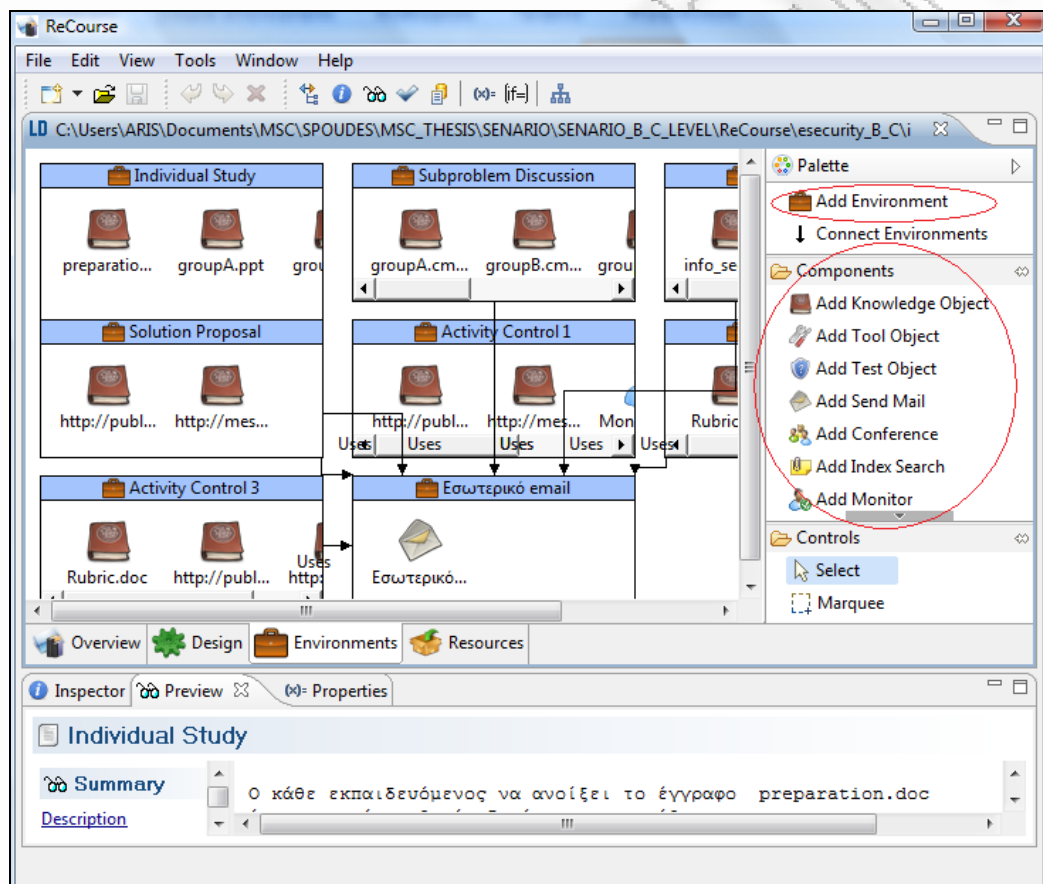 ReCourse
File Edit View Tools Window Help
(x)= (if=)
LD C:\Users\ARIS\Documents\MSC\SPOUDES\MSC_THESIS\SENARIO\SENARIO_B_C_LEVEL\ReCourse\esecurity_B_C\i
Individual Study
preparatio... groupA.ppt grou
Subproblem Discussion
groupA.cm... groupB.cm... grou
info_se
Solution Proposal
http://publ... http://mes...
Activity Control 1
http://publ... http://mes... Mon
Rubric
Uses Uses Uses Uses Uses
Activity Control 3
Rubric.doc http://publ... http:
Uses
Εσωτερικό email
Εσωτερικό...
Palette
Add Environment
Connect Environments
Components
Add Knowledge Object
Add Tool Object
Add Test Object
Add Send Mail
Add Conference
Add Index Search
Add Monitor
Controls
Select
Marquee
Overview Design Environments Resources
Inspector Preview (x)= Properties
Individual Study
Summary
Description
Ο κάθε εκπαιδευόμενος να ανοίξει το έγγραφο preparation.doc